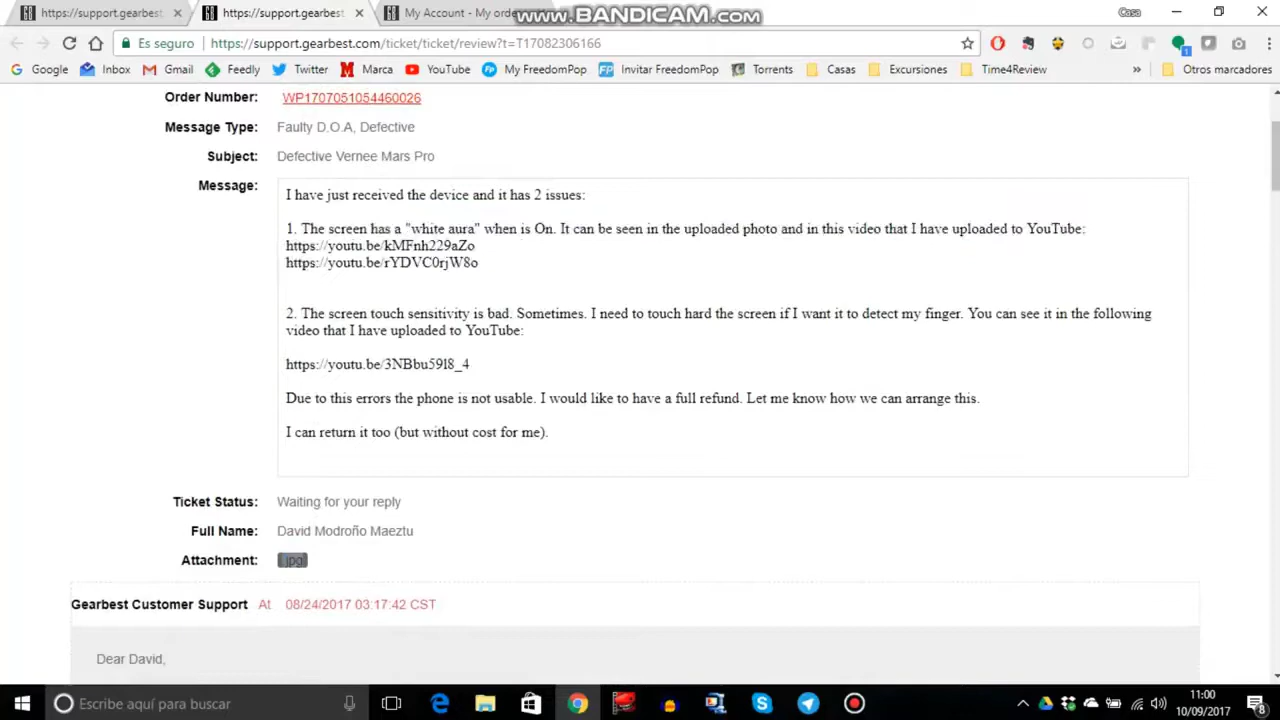 https://support.gearbest.
https://support.gearbest.
My Account - My ord
www.BANDICAM.com
Casa
Es seguro
https://support.gearbest.com/ticket/ticket/review?t=T17082306166
Google
Inbox
Gmail
Feedly
Twitter
Marca
YouTube
My FreedomPop
Invitar FreedomPop
Torrents
Casas
Excursiones
Time4Review
»
Otros marcadores
Order Number: WP1707051054460026
Message Type: Faulty D.O.A, Defective
Subject: Defective Vernee Mars Pro
Message:
I have just received the device and it has 2 issues:
1. The screen has a "white aura" when is On. It can be seen in the uploaded photo and in this video that I have uploaded to YouTube:
https://youtu.be/kMFnh229aZo
https://youtu.be/rYDVC0rjW8o
2. The screen touch sensitivity is bad. Sometimes. I need to touch hard the screen if I want it to detect my finger. You can see it in the following
video that I have uploaded to YouTube:
https://youtu.be/3NBbu59l8_4
Due to this errors the phone is not usable. I would like to have a full refund. Let me know how we can arrange this.
I can return it too (but without cost for me).
Ticket Status: Waiting for your reply
Full Name: David Modroño Maeztu
Attachment: [jpg]
Gearbest Customer Support At 08/24/2017 03:17:42 CST
Dear David,
Escribe aquí para buscar
11:00
10/09/2017